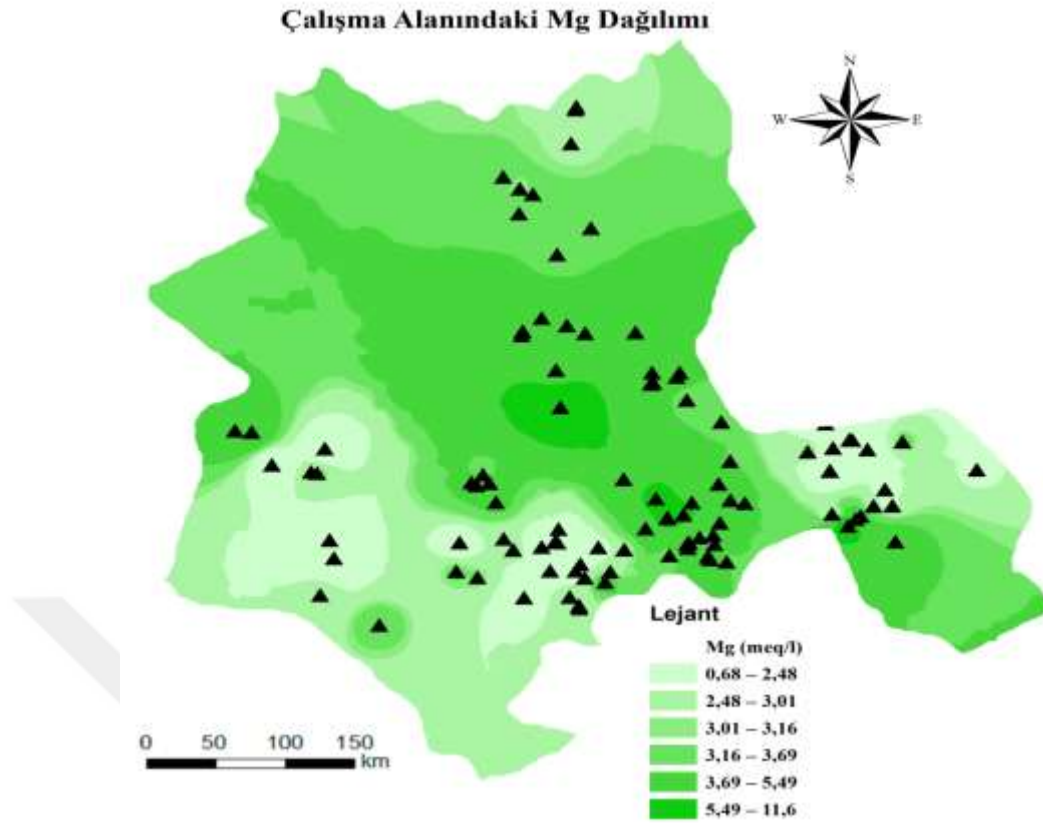 Çalışma Alanındaki Mg Dağılımı
N
W
E
S
Lejant
Mg (meq/l)
0,68 – 2,48
2,48 – 3,01
3,01 – 3,16
3,16 – 3,69
3,69 – 5,49
5,49 – 11,6
0 50 100 150
km